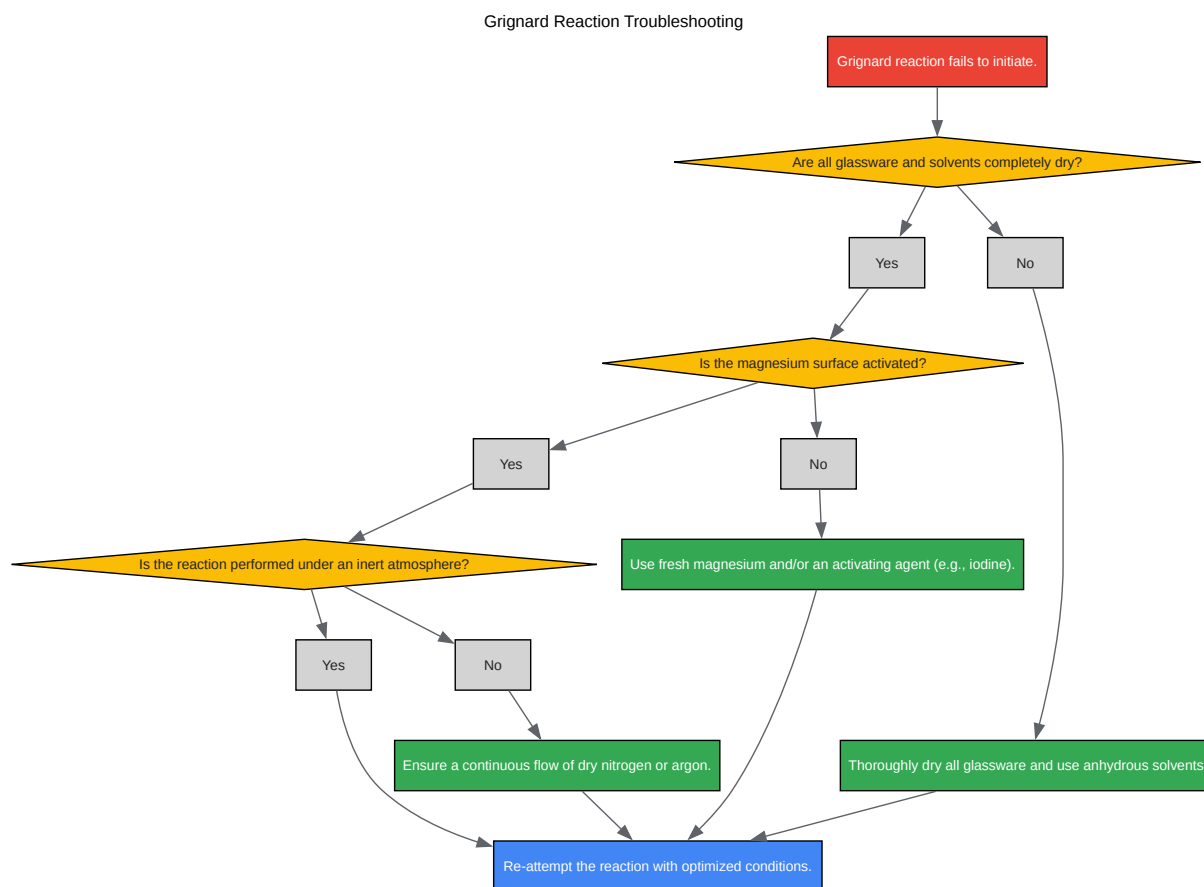 Grignard Reaction Troubleshooting
Grignard reaction fails to initiate.
Are all glassware and solvents completely dry?
Yes
No
Is the magnesium surface activated?
Yes
No
Is the reaction performed under an inert atmosphere?
Use fresh magnesium and/or an activating agent (e.g., iodine).
Yes
No
Ensure a continuous flow of dry nitrogen or argon.
Thoroughly dry all glassware and use anhydrous solvents
Re-attempt the reaction with optimized conditions.